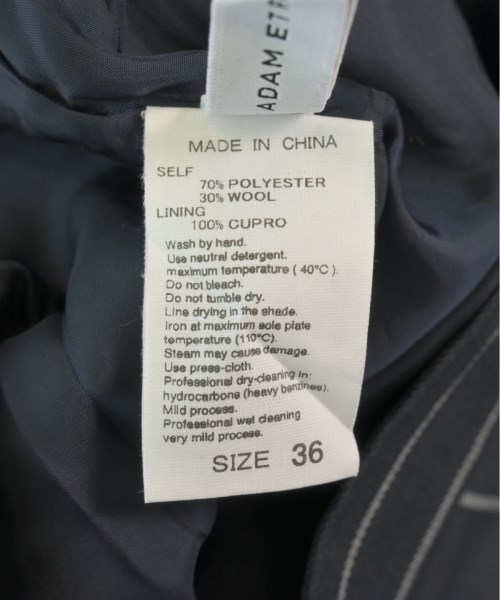 ADAM ET
MADE IN CHINA
SELF
70% POLYESTER
30% WOOL
LINING
100% CUPRO
Wash by hand.
Use neutral detergent.
maximum temperature ( 40°C ).
Do not bleach.
Do not tumble dry.
Line drying in the shade.
Iron at maximum sole plate
temperature (110°C).
Steam may cause damage.
Use press-cloth.
Professional dry-cleaning in:
hydrocarbon (heavy benzines).
Mild process.
Professional wet cleaning
very mild process.
SIZE 36